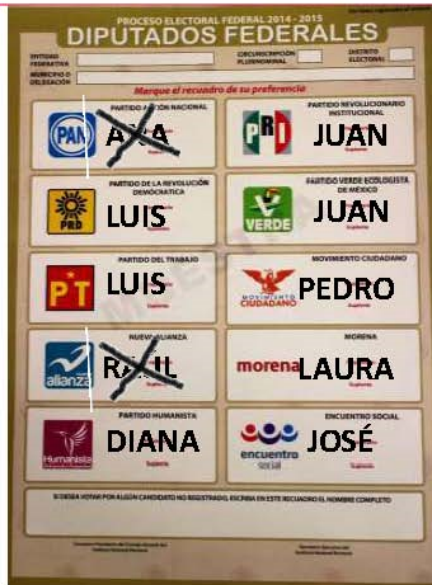 PROCESO ELECTORAL FEDERAL 2014 - 2015
DIPUTADOS FEDERALES
ENTIDAD FEDERATIVA
CIRCUNSCRIPCIÓN PLURINOMINAL
DISTRITO ELECTORAL
MUNICIPIO O DELEGACIÓN
Marque el recuadro de su preferencia
PARTIDO ACCIÓN NACIONAL
PAN
ANA
PARTIDO REVOLUCIONARIO INSTITUCIONAL
PRI
JUAN
PARTIDO DE LA REVOLUCIÓN DEMOCRÁTICA
PRD
LUIS
PARTIDO VERDE ECOLOGISTA DE MÉXICO
VERDE
JUAN
PARTIDO DEL TRABAJO
PT
LUIS
MOVIMIENTO CIUDADANO
MOVIMIENTO
CIUDADANO
PEDRO
NUEVA ALIANZA
alianza
MORENA
morena
LAURA
PARTIDO HUMANISTA
Humanista
DIANA
ENCUENTRO SOCIAL
encuentro
social
JOSÉ
MUESTRA
SI DESEA VOTAR POR ALGÚN CANDIDATO NO REGISTRADO, ESCRIBA EN ESTE RECUADRO EL NOMBRE COMPLETO